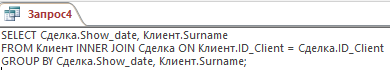 Запрос4
SELECT Сделка.Show_date, Клиент.Surname
FROM Клиент INNER JOIN Сделка ON Клиент.ID_Client = Сделка.ID_Client
GROUP BY Сделка.Show_date, Клиент.Surname;